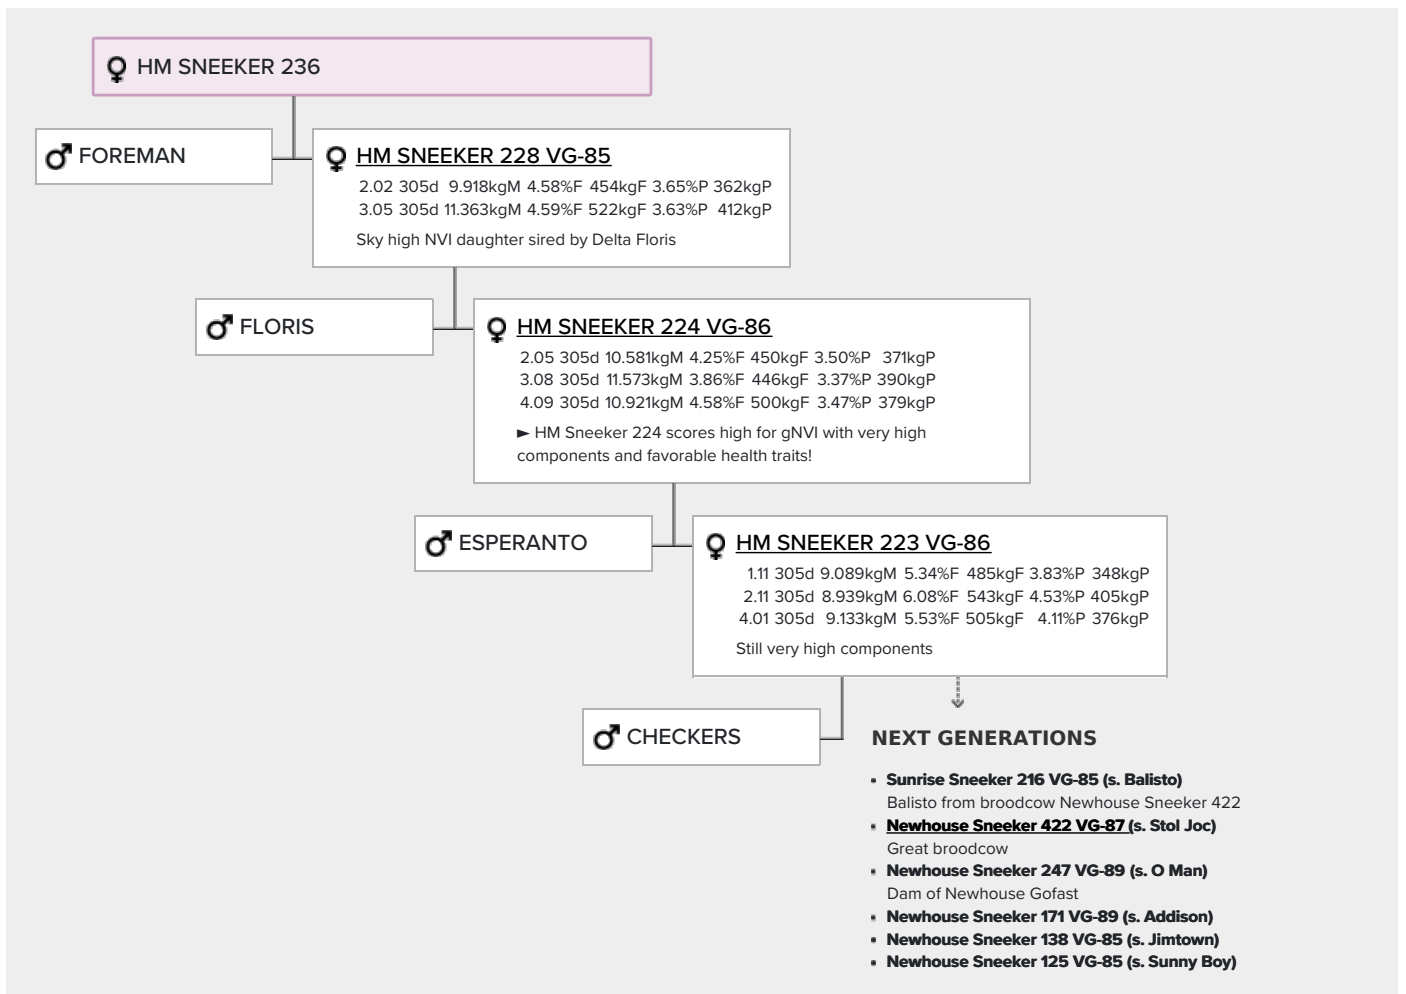 HM SNEEKER 236
FOREMAN
HM SNEEKER 228 VG-85
2.02 305d 9.918kgM 4.58%F 454kgF 3.65%P 362kgP
3.05 305d 11.363kgM 4.59%F 522kgF 3.63%P 412kgP
Sky high NVI daughter sired by Delta Floris
FLORIS
HM SNEEKER 224 VG-86
2.05 305d 10.581kgM 4.25%F 450kgF 3.50%P 371kgP
3.08 305d 11.573kgM 3.86%F 446kgF 3.37%P 390kgP
4.09 305d 10.921kgM 4.58%F 500kgF 3.47%P 379kgP
► HM Sneeker 224 scores high for gNVI with very high
components and favorable health traits!
ESPERANTO
HM SNEEKER 223 VG-86
1.11 305d 9.089kgM 5.34%F 485kgF 3.83%P 348kgP
2.11 305d 8.939kgM 6.08%F 543kgF 4.53%P 405kgP
4.01 305d 9.133kgM 5.53%F 505kgF 4.11%P 376kgP
Still very high components
CHECKERS
NEXT GENERATIONS
▪ Sunrise Sneeker 216 VG-85 (s. Balisto)
Balisto from broodcow Newhouse Sneeker 422
▪ Newhouse Sneeker 422 VG-87 (s. Stol Joc)
Great broodcow
▪ Newhouse Sneeker 247 VG-89 (s. O Man)
Dam of Newhouse Gofast
▪ Newhouse Sneeker 171 VG-89 (s. Addison)
▪ Newhouse Sneeker 138 VG-85 (s. Jimtown)
▪ Newhouse Sneeker 125 VG-85 (s. Sunny Boy)